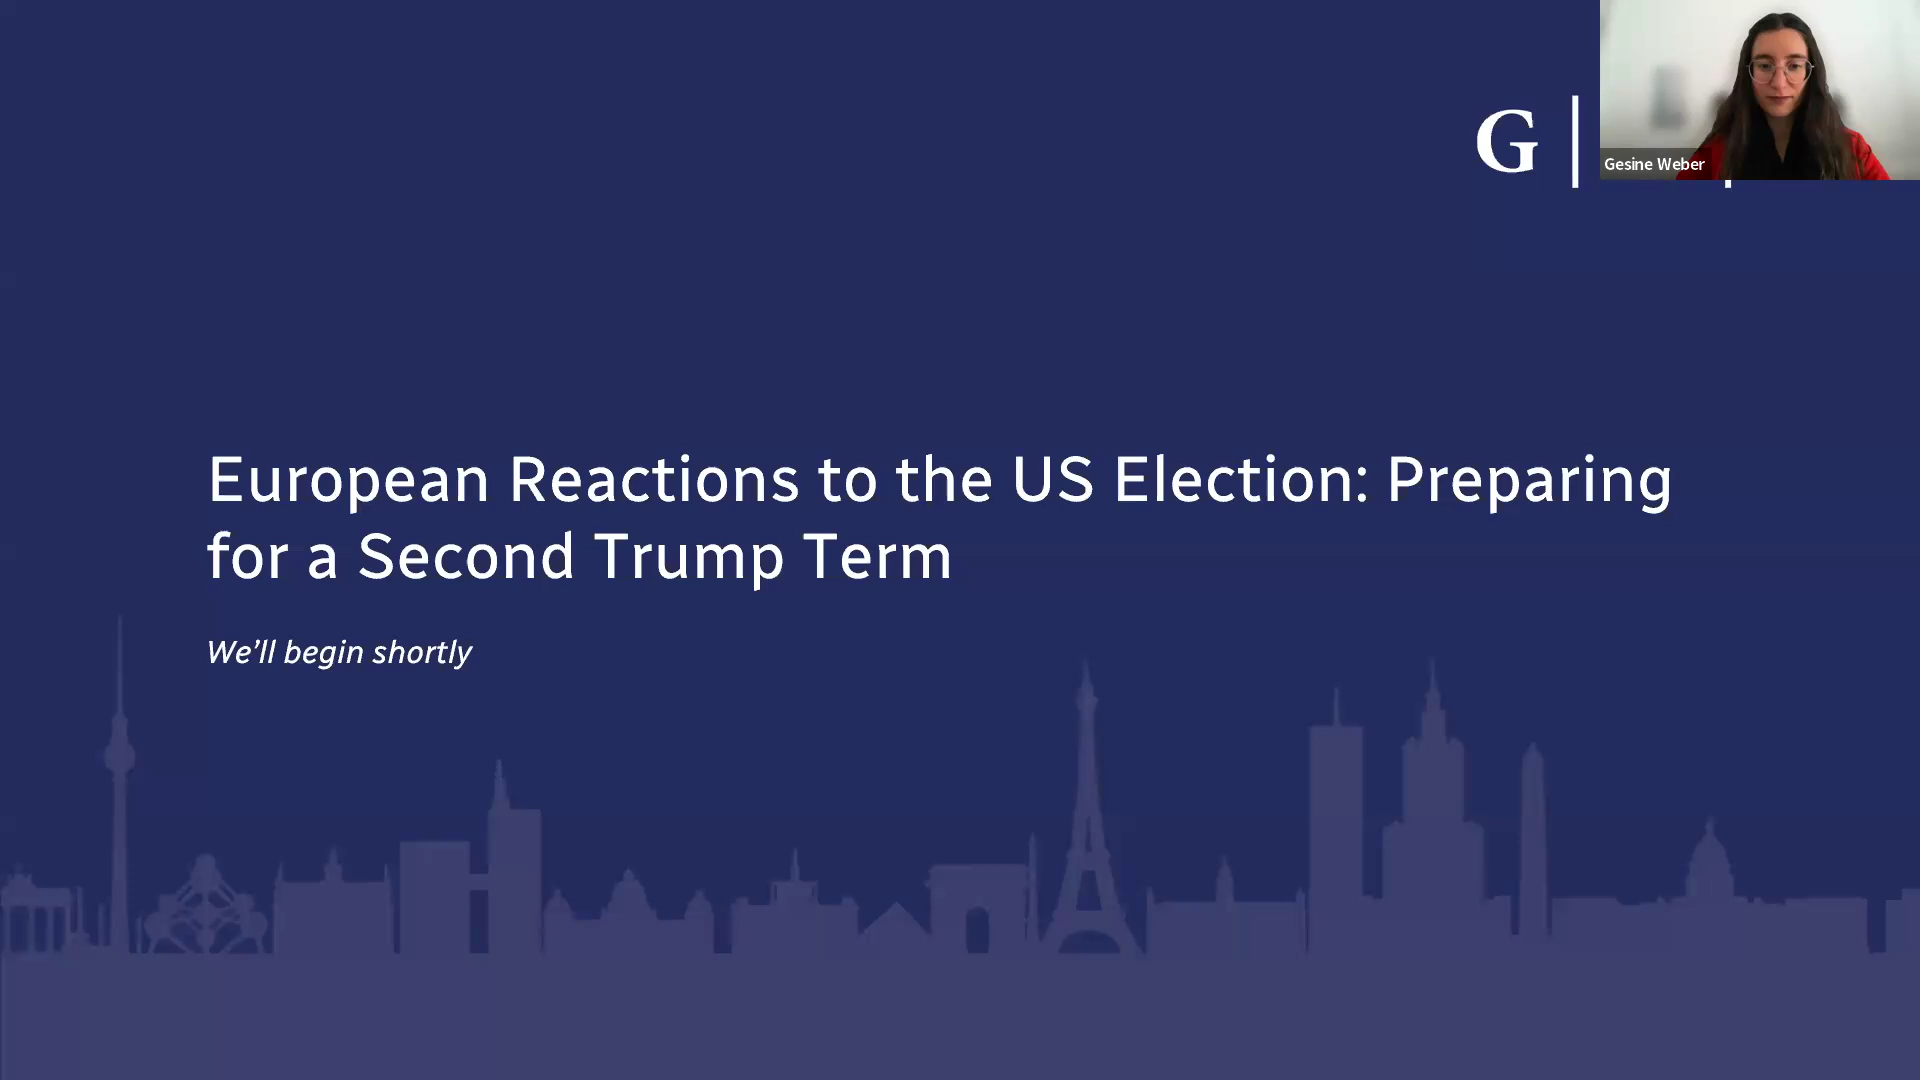 G
Gesine Weber
European Reactions to the US Election: Preparing
for a Second Trump Term
We’ll begin shortly